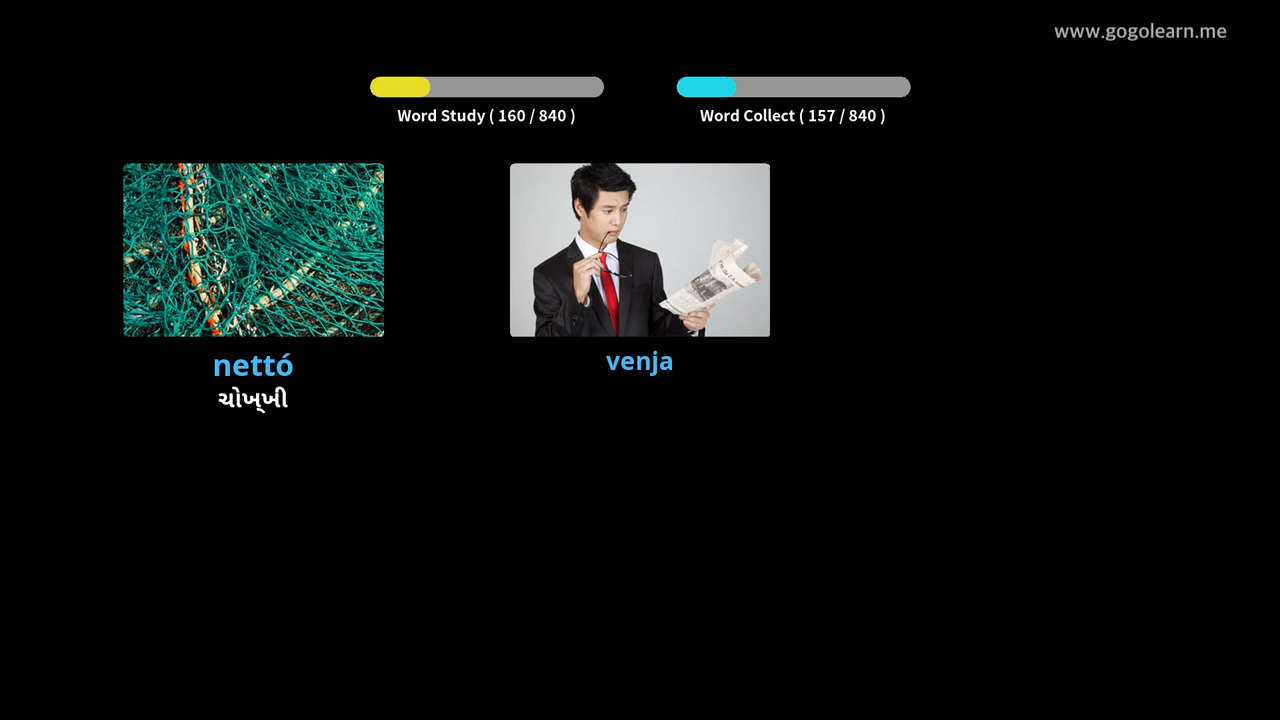 www.gogolearn.me
Word Study ( 160 / 840 )
Word Collect ( 157 / 840 )
nettó
ચોખ્ખી
venja